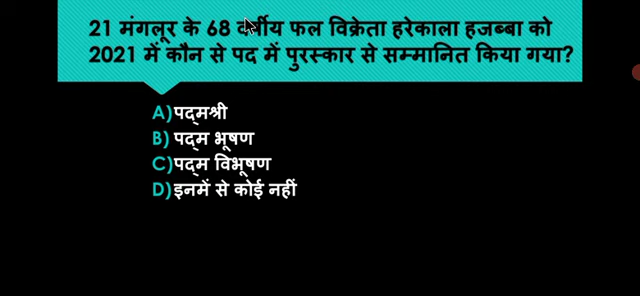 21 मंगलूर के 68 वर्षीय फल विक्रेता हरेकाला हजब्बा को
2021 में कौन से पद में पुरस्कार से सम्मानित किया गया?
A)पद्मश्री
B) पद्म भूषण
C)पद्म विभूषण
D)इनमें से कोई नहीं